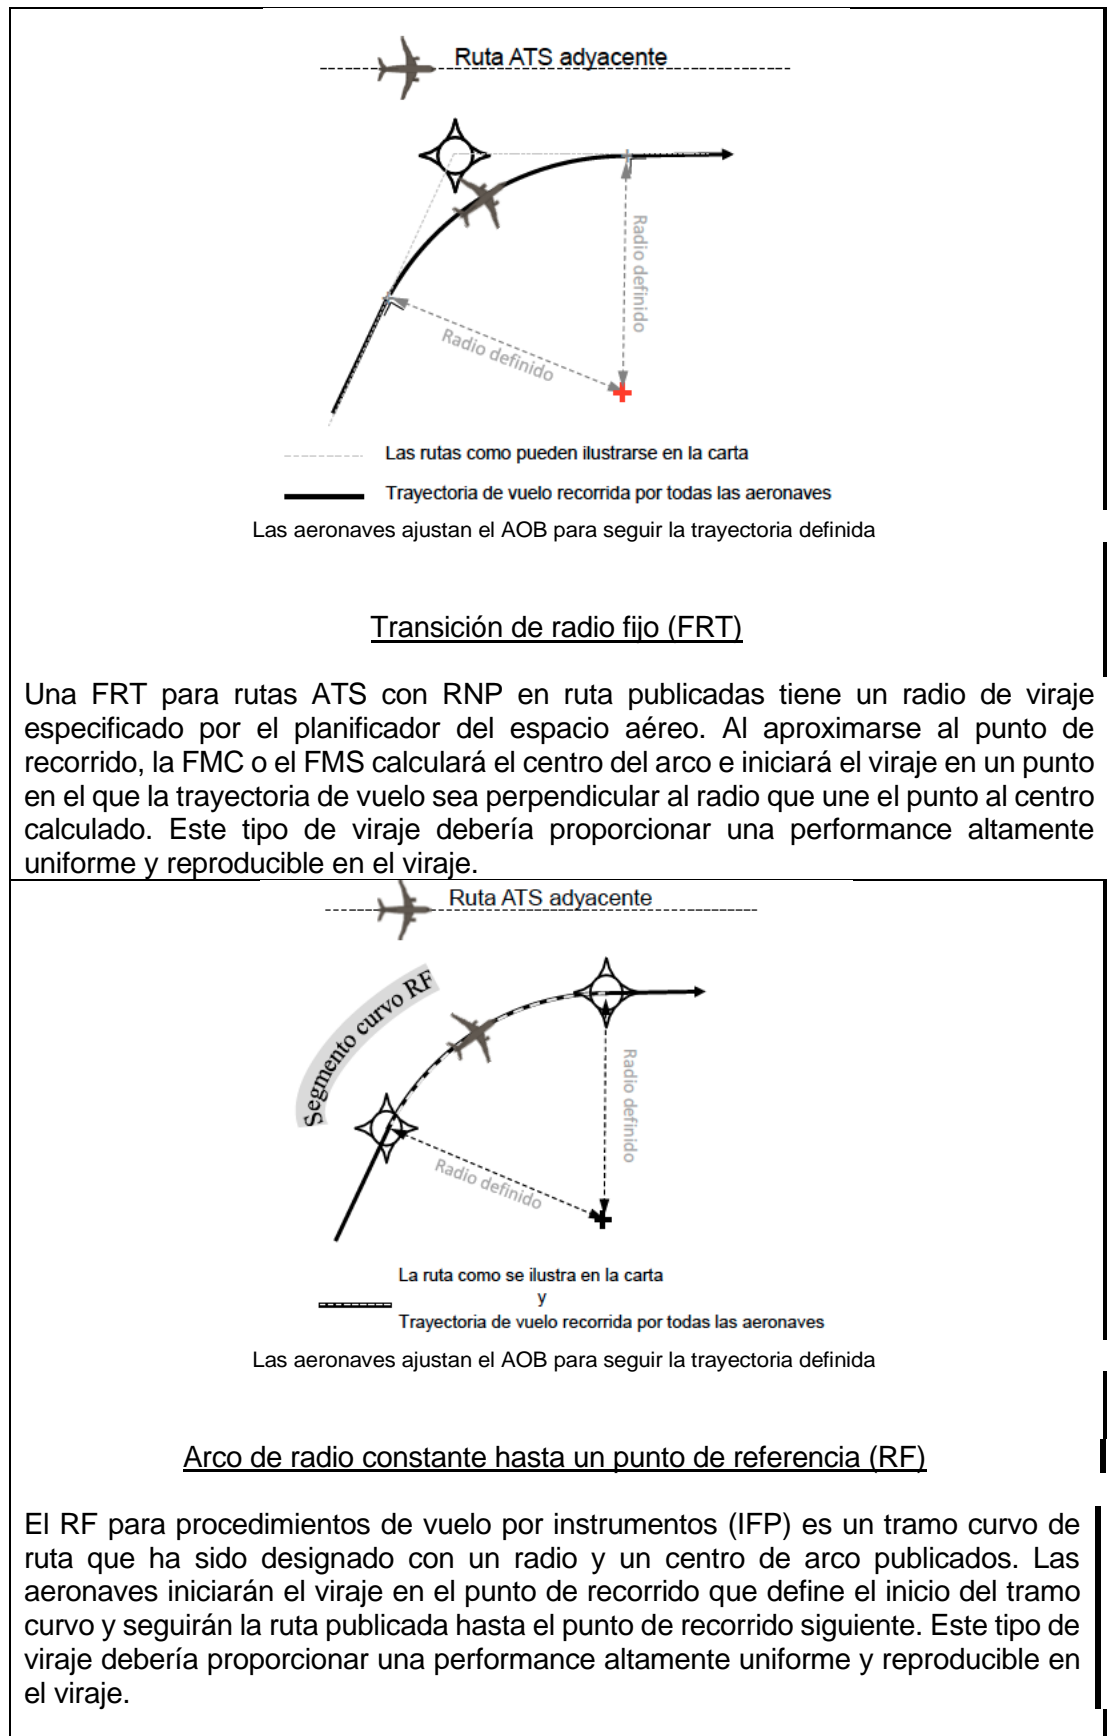 Ruta ATS adyacente
Radio definido
Radio definido
Las rutas como pueden ilustrarse en la carta
Trayectoria de vuelo recorrida por todas las aeronaves
Las aeronaves ajustan el AOB para seguir la trayectoria definida
Transición de radio fijo (FRT)
Una FRT para rutas ATS con RNP en ruta publicadas tiene un radio de viraje
especificado por el planificador del espacio aéreo. Al aproximarse al punto de
recorrido, la FMC o el FMS calculará el centro del arco e iniciará el viraje en un punto
en el que la trayectoria de vuelo sea perpendicular al radio que une el punto al centro
calculado. Este tipo de viraje debería proporcionar una performance altamente
uniforme y reproducible en el viraje.
Ruta ATS adyacente
Segmento curvo RF
Radio definido
Radio definido
La ruta como se ilustra en la carta
y
Trayectoria de vuelo recorrida por todas las aeronaves
Las aeronaves ajustan el AOB para seguir la trayectoria definida
Arco de radio constante hasta un punto de referencia (RF)
El RF para procedimientos de vuelo por instrumentos (IFP) es un tramo curvo de
ruta que ha sido designado con un radio y un centro de arco publicados. Las
aeronaves iniciarán el viraje en el punto de recorrido que define el inicio del tramo
curvo y seguirán la ruta publicada hasta el punto de recorrido siguiente. Este tipo de
viraje debería proporcionar una performance altamente uniforme y reproducible en
el viraje.